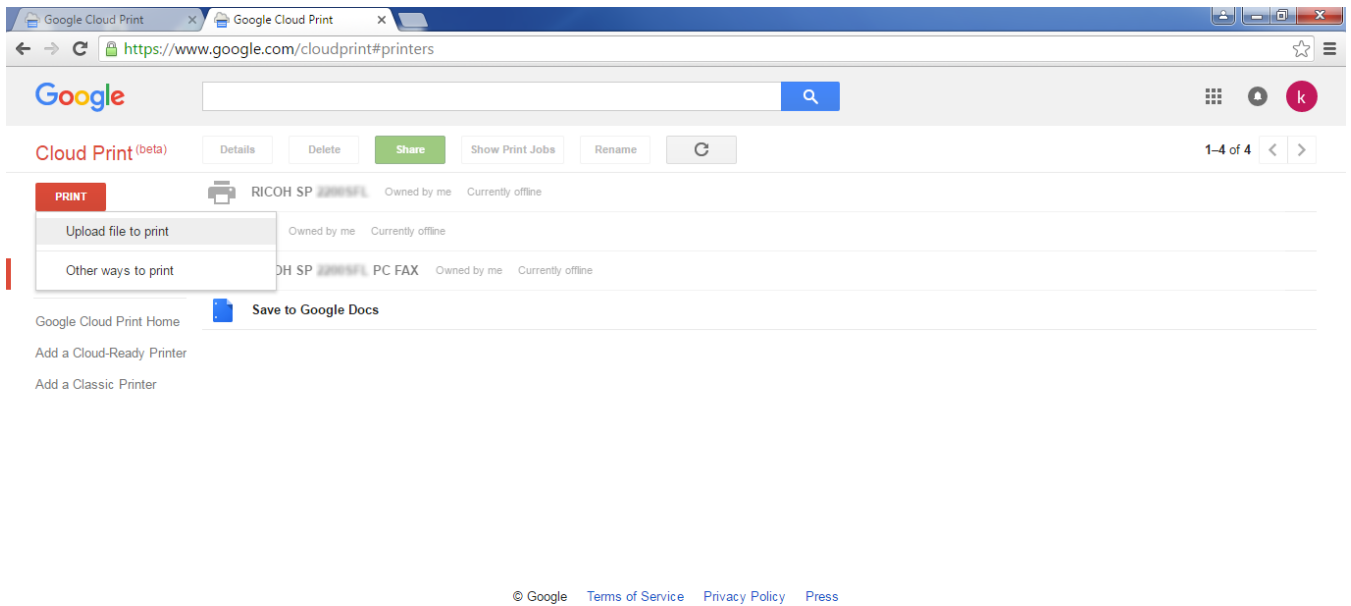 Google Cloud Print Google Cloud Print
https://www.google.com/cloudprint#printers
Google k
Cloud Print (beta) Details Delete Share Show Print Jobs Rename 1–4 of 4
PRINT RICOH SP Owned by me Currently offline
Upload file to print Owned by me Currently offline
Other ways to print OH SP PC FAX Owned by me Currently offline
Save to Google Docs
Google Cloud Print Home
Add a Cloud-Ready Printer
Add a Classic Printer
© Google Terms of Service Privacy Policy Press